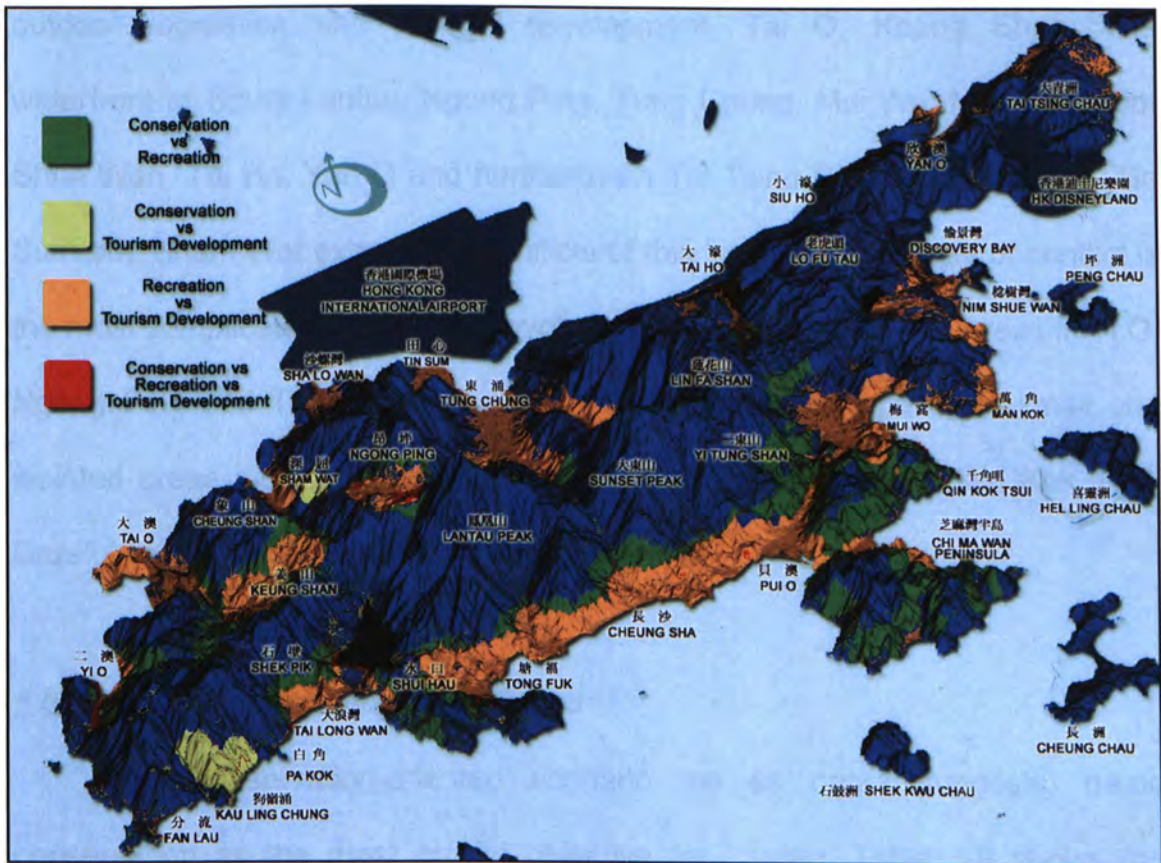 Conservation
vs
Recreation
Conservation
vs
Tourism Development
Recreation
vs
Tourism Development
Conservation vs
Recreation vs
Tourism Development
N
大青洲
TAI TSING CHAU
欣澳
YAN O
香港迪士尼樂園
HK DISNEYLAND
小濠
SIU HO
愉景灣
DISCOVERY BAY
老虎頭
LO FU TAU
大濠
TAI HO
坪洲
PENG CHAU
稔樹灣
NIM SHUE WAN
香港國際機場
HONG KONG
INTERNATIONAL AIRPORT
田心
TIN SUM
沙螺灣
SHA LO WAN
東涌
TUNG CHUNG
蓮花山
LIN FA SHAN
萬角
MAN KOK
梅窩
MUI WO
昂坪
NGONG PING
二東山
YI TUNG SHAN
大東山
SUNSET PEAK
深屈
SHAM WAT
千角咀
QIN KOK TSUI
喜靈洲
HEI LING CHAU
象山
CHEUNG SHAN
鳳凰山
LANTAU PEAK
大澳
TAI O
芝麻灣半島
CHI MA WAN
PENINSULA
貝澳
PUI O
羗山
KEUNG SHAN
長沙
CHEUNG SHA
石壁
SHEK PIK
二澳
YI O
水口
SHUI HAU
塘福
TONG FUK
大浪灣
TAI LONG WAN
長洲
CHEUNG CHAU
白角
PA KOK
石鼓洲 SHEK KWU CHAU
狗嶺涌
KAU LING CHUNG
分流
FAN LAU